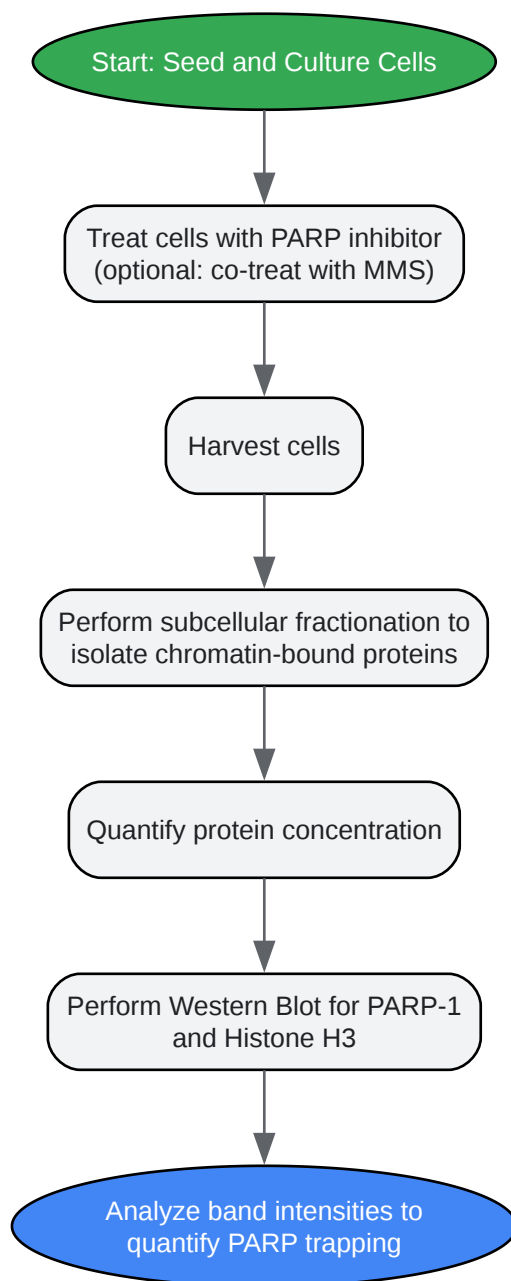 Start: Seed and Culture Cells
Treat cells with PARP inhibitor
(optional: co-treat with MMS)
Harvest cells
Perform subcellular fractionation to
isolate chromatin-bound proteins
Quantify protein concentration
Perform Western Blot for PARP-1
and Histone H3
Analyze band intensities to
quantify PARP trapping